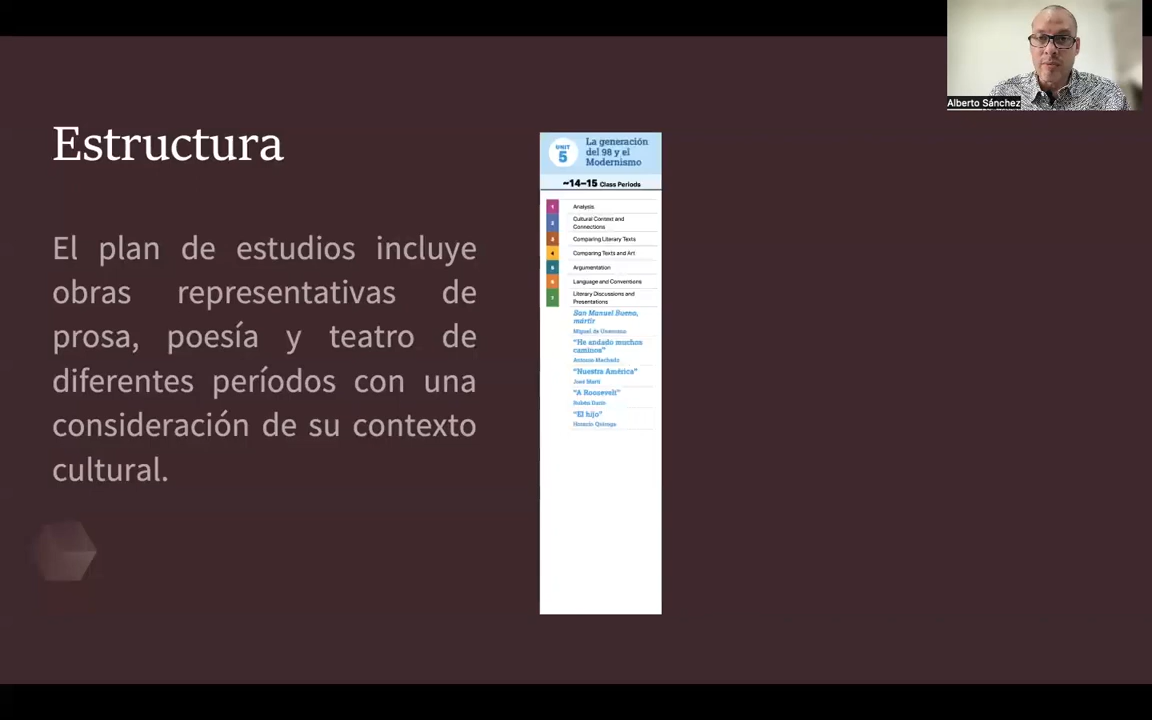 Alberto Sánchez
Estructura
El plan de estudios incluye
obras representativas de
prosa, poesía y teatro de
diferentes períodos con una
consideración de su contexto
cultural.
UNIT
5
La generación
del 98 y el
Modernismo
~14–15 Class Periods
1 Analysis
2 Cultural Context and
Connections
3 Comparing Literary Texts
4 Comparing Texts and Art
5 Argumentation
6 Language and Conventions
7 Literary Discussions and
Presentations
San Manuel Bueno,
mártir
Miguel de Unamuno
"He andado muchos
caminos"
Antonio Machado
"Nuestra América"
José Martí
"A Roosevelt"
Rubén Darío
"El hijo"
Horacio Quiroga